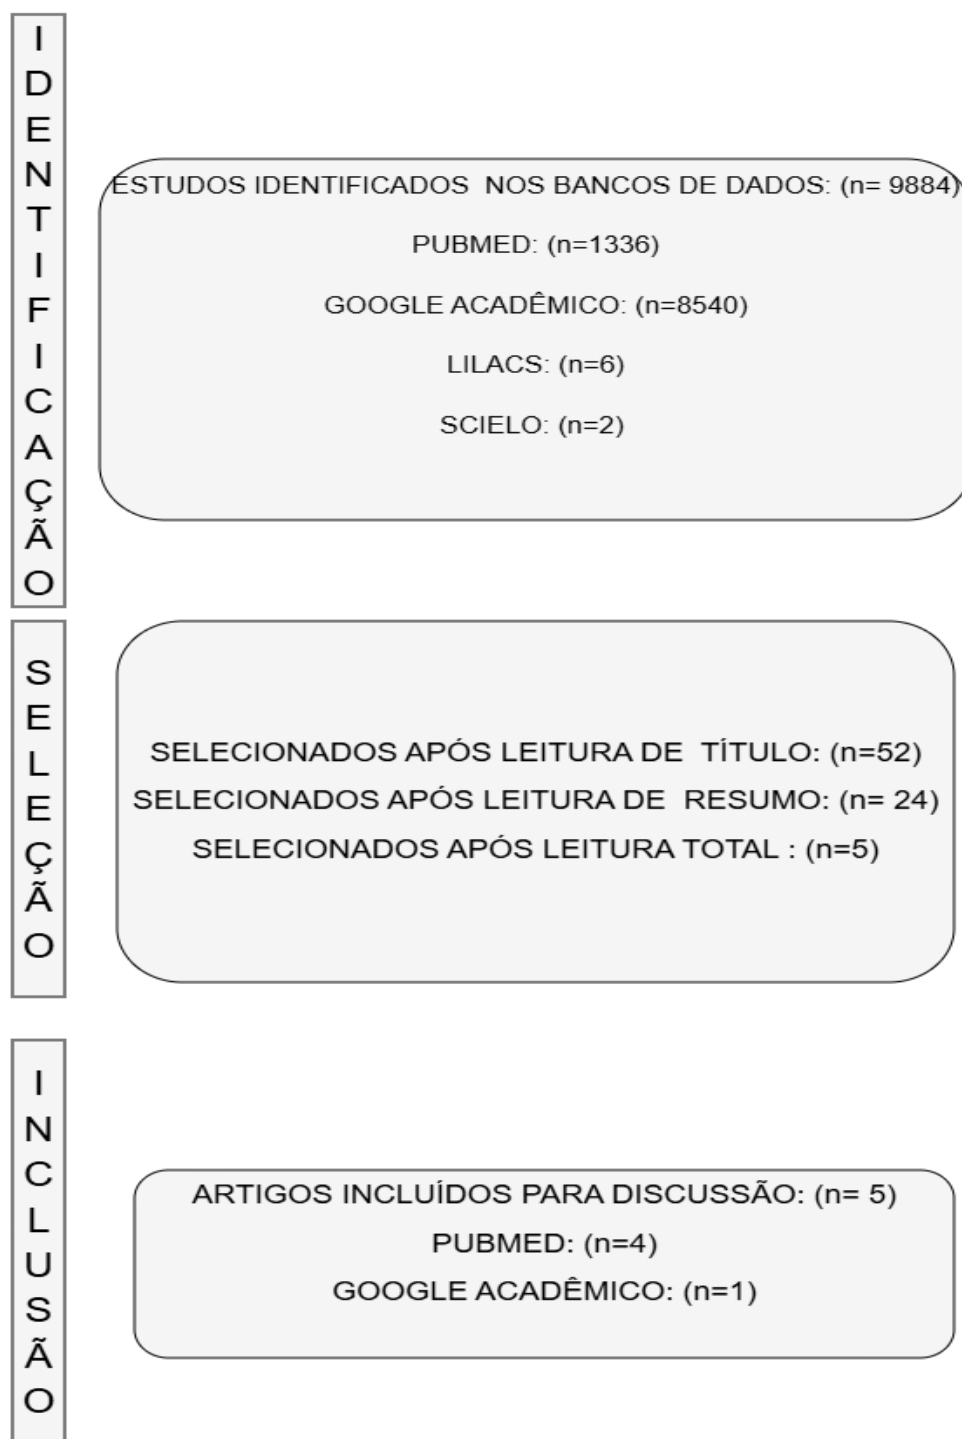 IDENTIFICAÇÃO
ESTUDOS IDENTIFICADOS NOS BANCOS DE DADOS: (n= 9884)
PUBMED: (n=1336)
GOOGLE ACADÊMICO: (n=8540)
LILACS: (n=6)
SCIELO: (n=2)
SELEÇÃO
SELECIONADOS APÓS LEITURA DE TÍTULO: (n=52)
SELECIONADOS APÓS LEITURA DE RESUMO: (n= 24)
SELECIONADOS APÓS LEITURA TOTAL : (n=5)
INCLUSÃO
ARTIGOS INCLUÍDOS PARA DISCUSSÃO: (n= 5)
PUBMED: (n=4)
GOOGLE ACADÊMICO: (n=1)